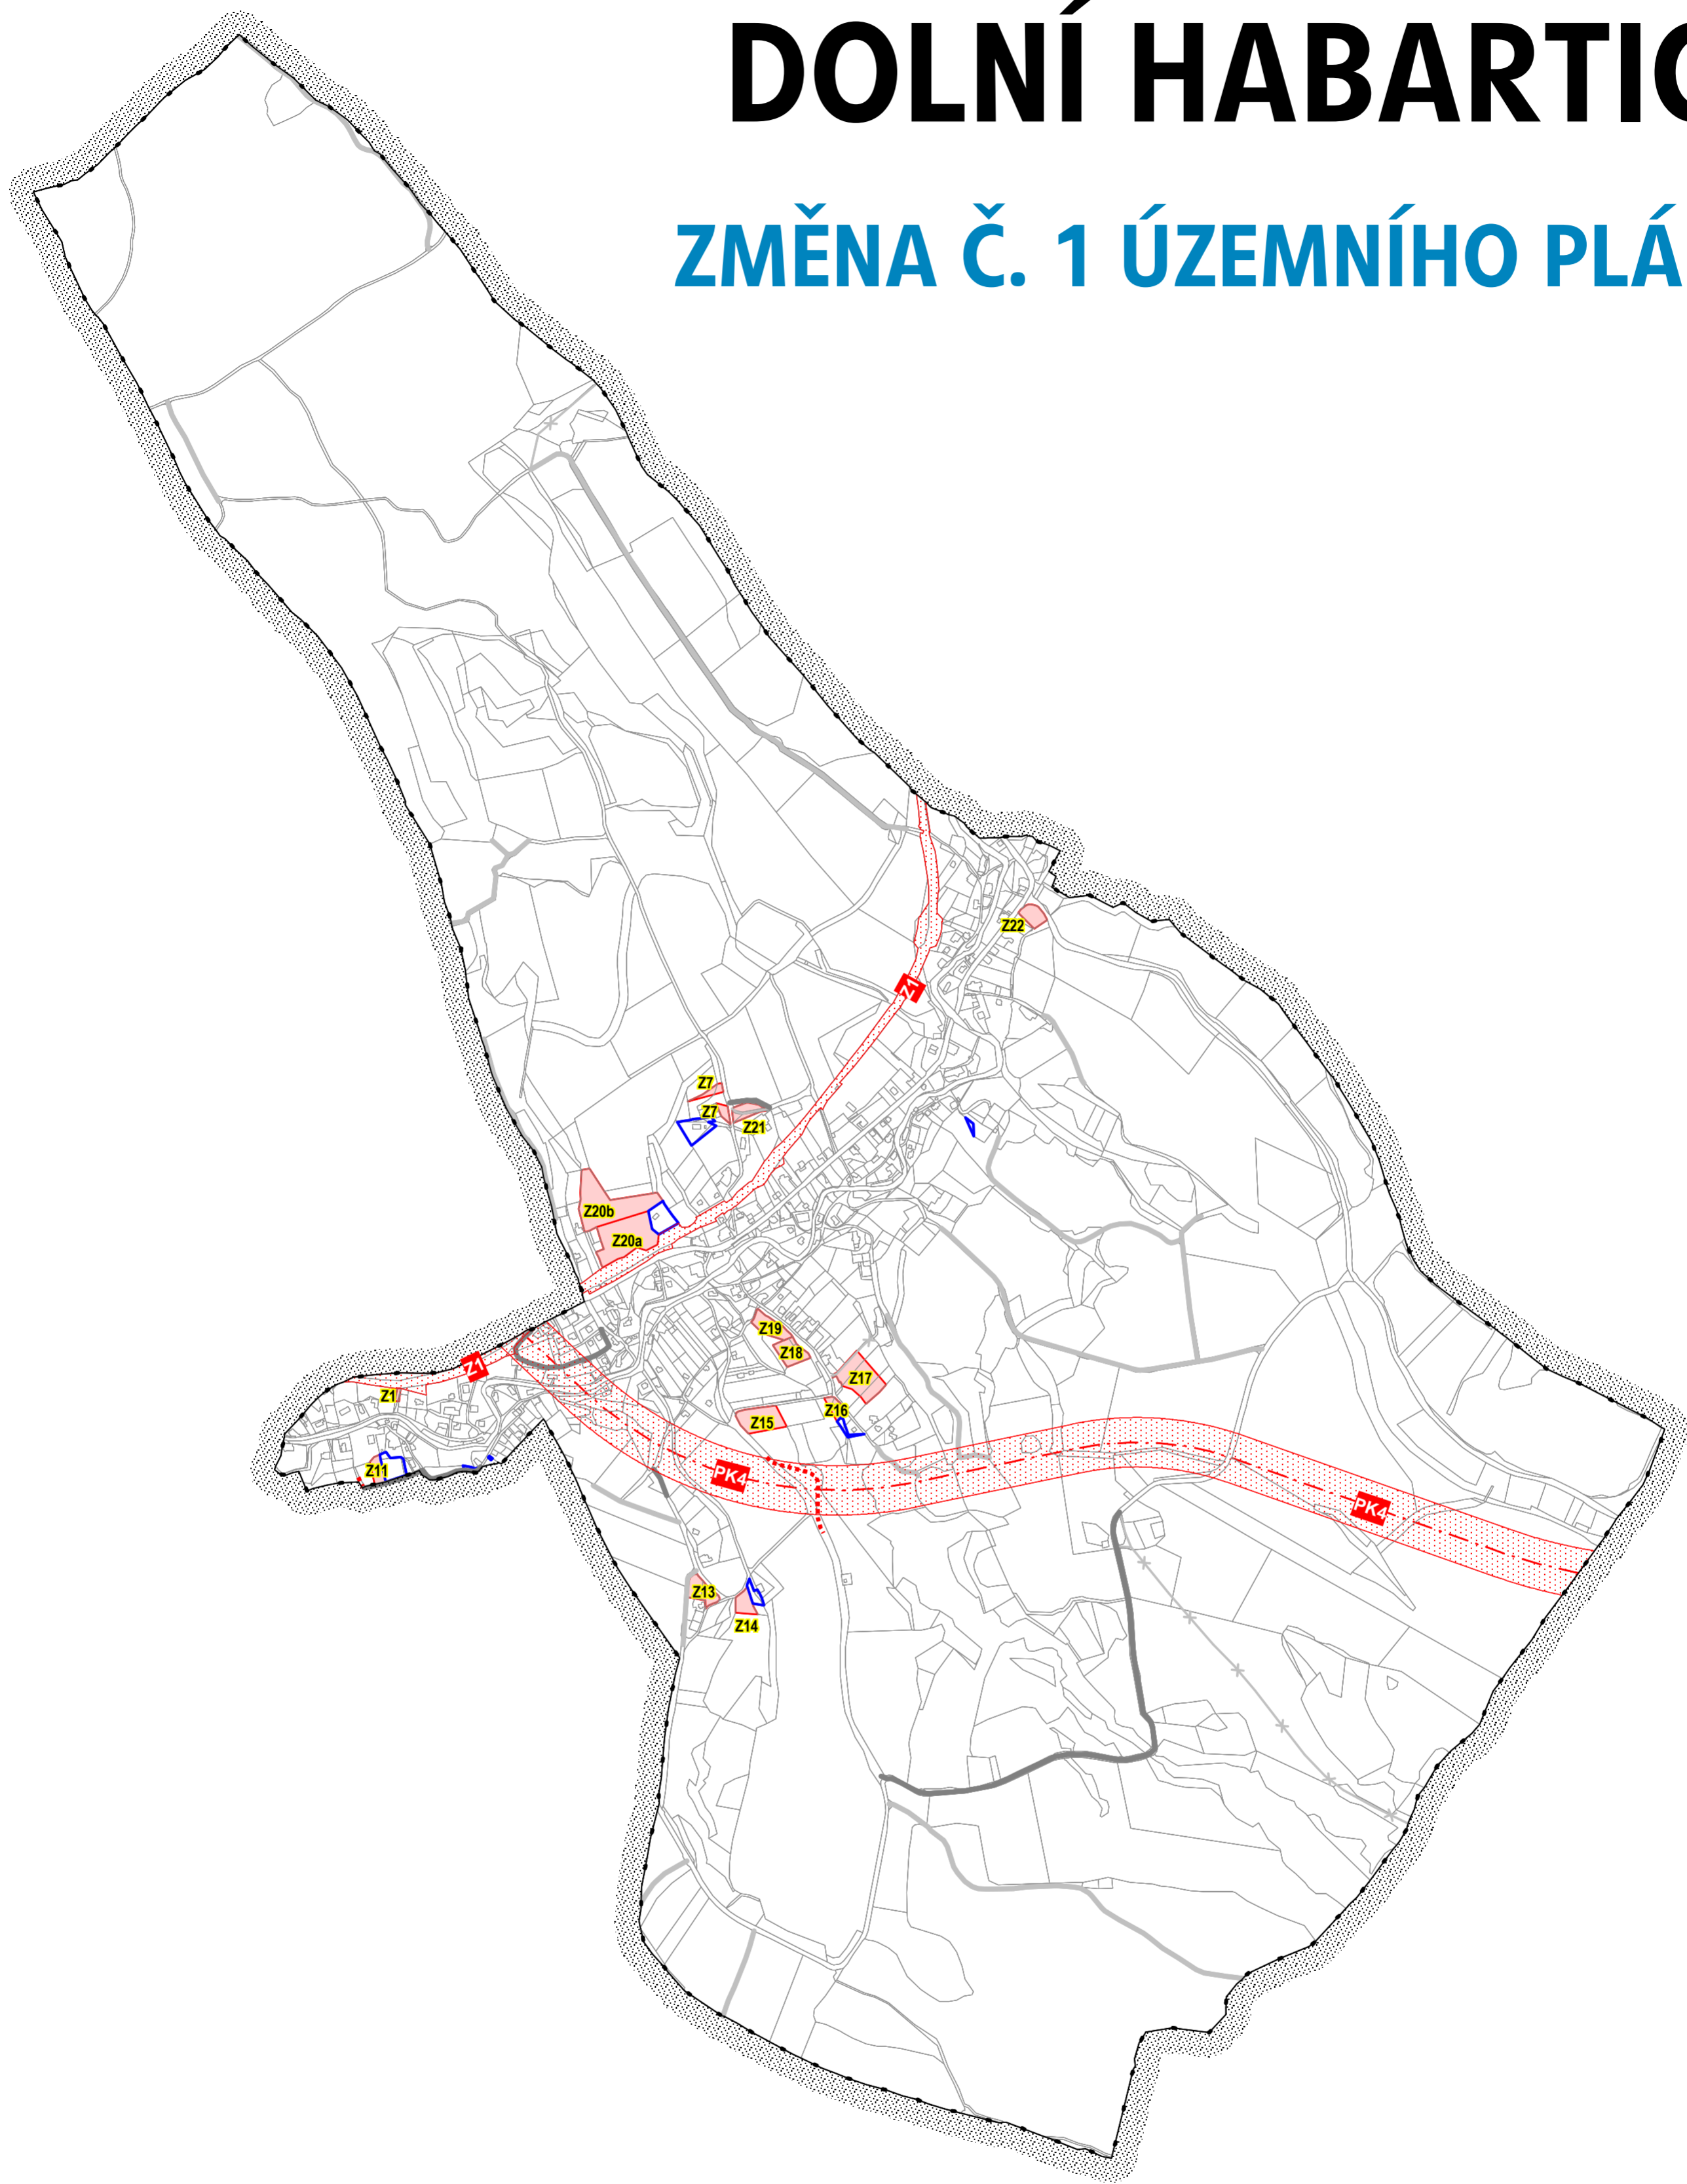 DOLNÍ HABARTIC
ZMĚNA Č. 1 ÚZEMNÍHO PLÁ
Z22
Z1
Z7
Z7
Z21
Z20b
Z20a
Z19
Z18
Z1
Z17
Z1
Z16
Z15
Z11
PK4
PK4
Z13
Z14